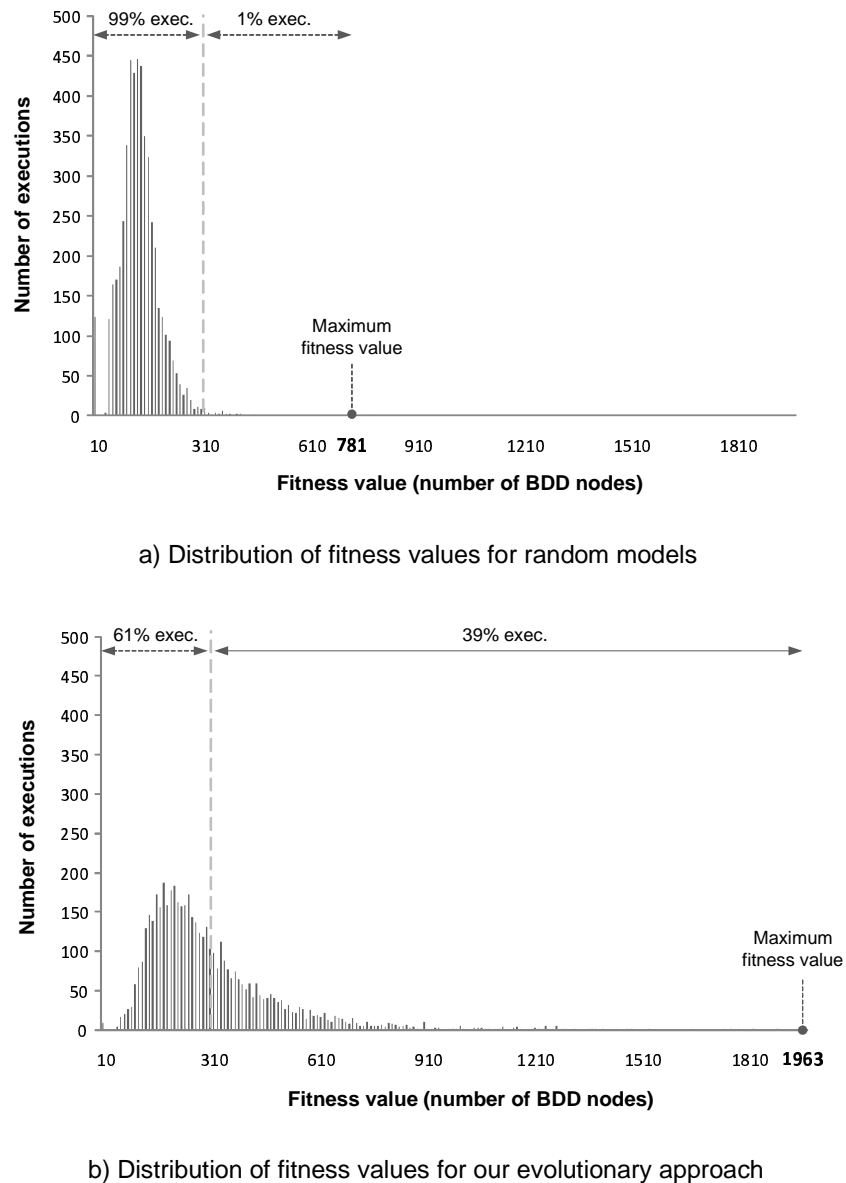 500
99% exec.
1% exec.
450
400
350
300
250
200
150
100
50
0
Number of executions
Maximum
fitness value
10 310 610 781 910 1210 1510 1810
Fitness value (number of BDD nodes)
a) Distribution of fitness values for random models
500
61% exec.
39% exec.
450
400
350
300
250
200
150
100
50
0
Number of executions
Maximum
fitness value
10 310 610 910 1210 1510 1810 1963
Fitness value (number of BDD nodes)
b) Distribution of fitness values for our evolutionary approach